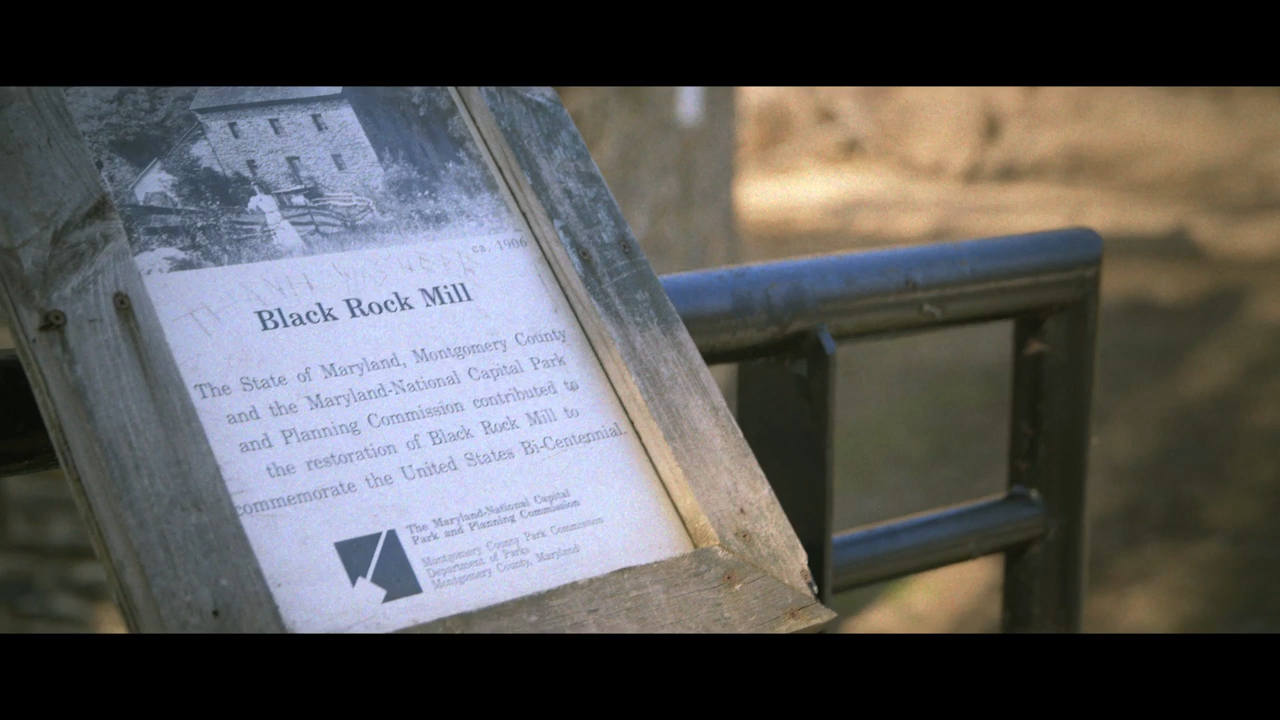 ca. 1906
WAS HERE
Black Rock Mill
The State of Maryland, Montgomery County
and the Maryland-National Capital Park
and Planning Commission contributed to
the restoration of Black Rock Mill to
commemorate the United States Bi-Centennial.
The Maryland-National Capital
Park and Planning Commission
Montgomery County Park Commission
Department of Parks
Montgomery County, Maryland